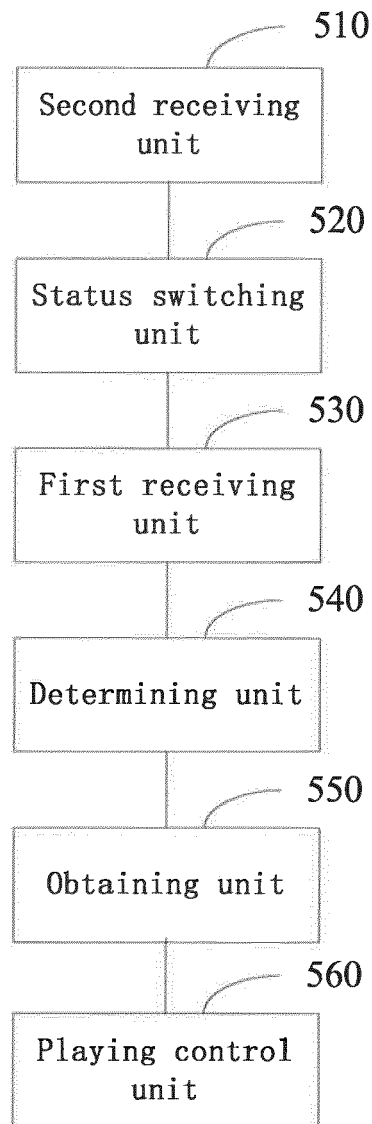 510
Second receiving
unit
520
Status switching
unit
530
First receiving
unit
540
Determining unit
550
Obtaining unit
560
Playing control
unit